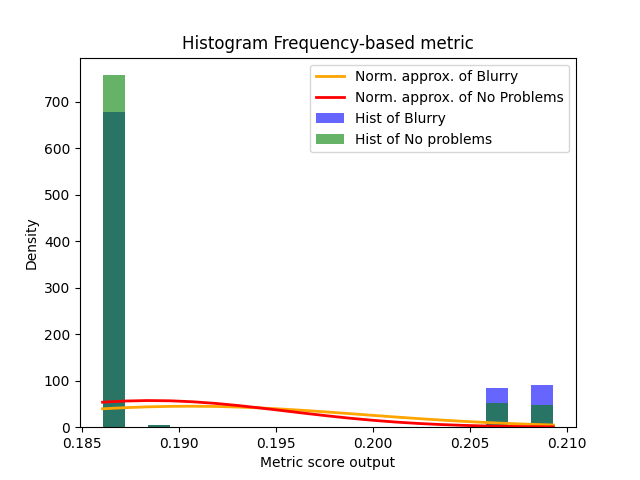 Histogram Frequency-based metric
Norm. approx. of Blurry
Norm. approx. of No Problems
Hist of Blurry
Hist of No problems
Density
700
600
500
400
300
200
100
0
0.185 0.190 0.195 0.200 0.205 0.210
Metric score output